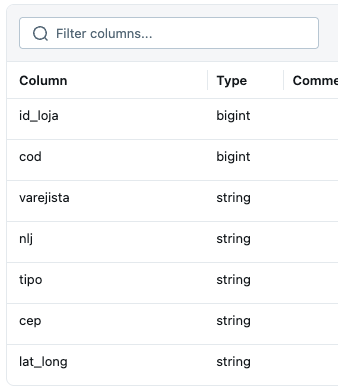 Filter columns...
Column Type Comme
id_loja bigint
cod bigint
varejista string
nlj string
tipo string
cep string
lat_long string